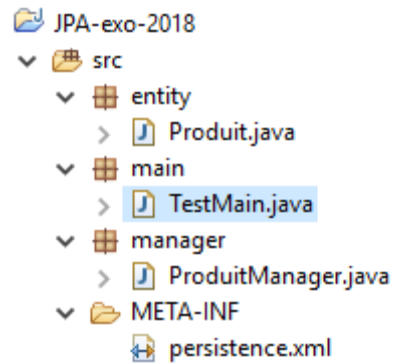 JPA-exo-2018
src
entity
Produit.java
main
TestMain.java
manager
ProduitManager.java
META-INF
persistence.xml